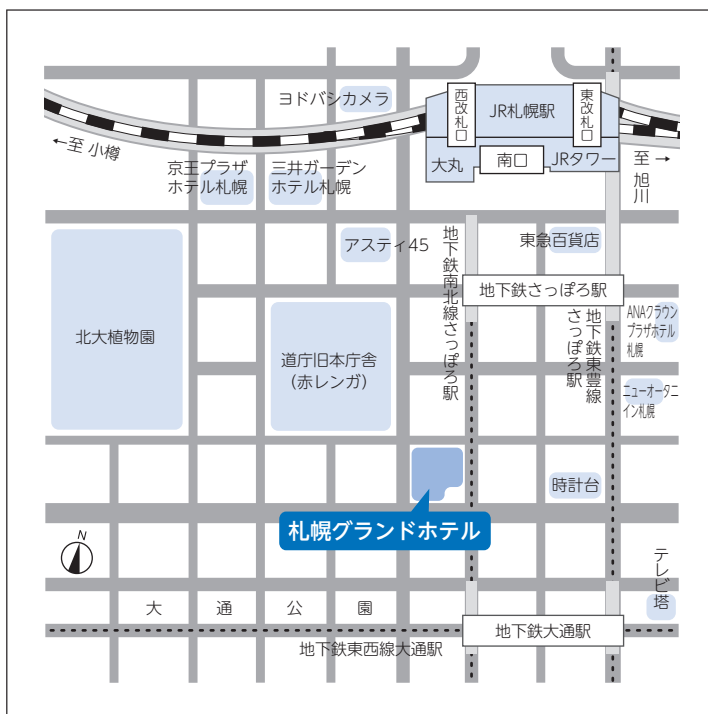 ヨドバシカメラ
西改札口
JR札幌駅
東改札口
←至 小樽
大丸
南口
JRタワー
至→
旭川
京王プラザ
ホテル札幌
三井ガーデン
ホテル札幌
アスティ45
地下鉄南北線さっぽろ駅
東急百貨店
地下鉄さっぽろ駅
北大植物園
道庁旧本庁舎
(赤レンガ)
地下鉄東豊線
さっぽろ駅
ANAクラウン
プラザホテル
札幌
ニューオータニ
イン札幌
時計台
札幌グランドホテル
N
テレビ塔
大通公園
地下鉄大通駅
地下鉄東西線大通駅